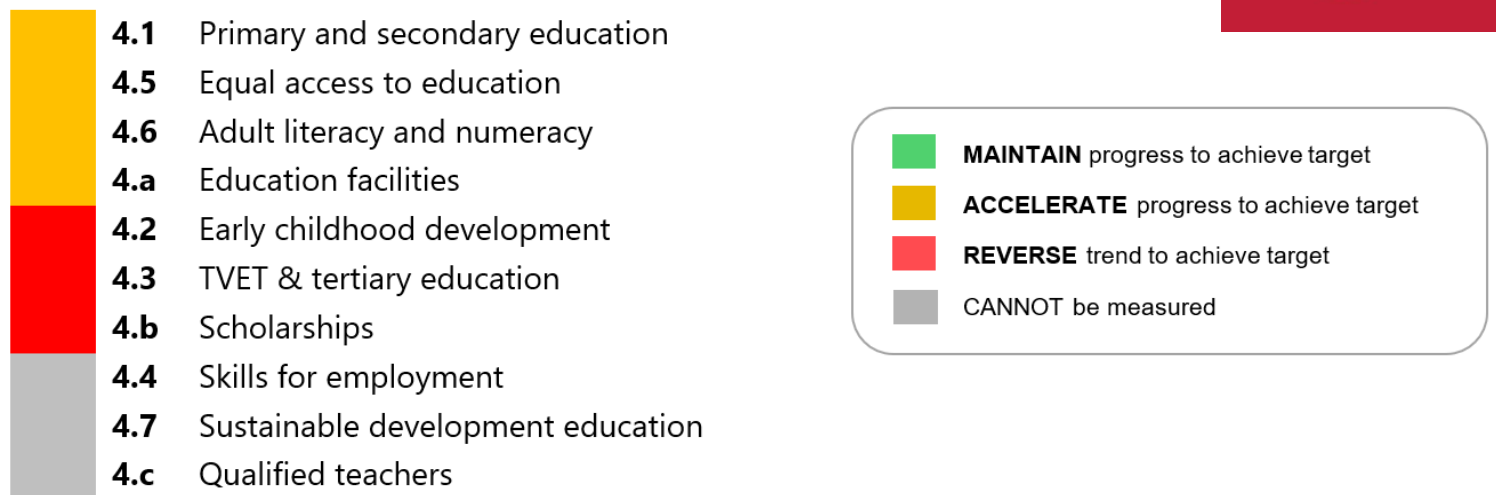 4.1 Primary and secondary education
4.5 Equal access to education
4.6 Adult literacy and numeracy
4.a Education facilities
4.2 Early childhood development
4.3 TVET & tertiary education
4.b Scholarships
4.4 Skills for employment
4.7 Sustainable development education
4.c Qualified teachers
MAINTAIN progress to achieve target
ACCELERATE progress to achieve target
REVERSE trend to achieve target
CANNOT be measured